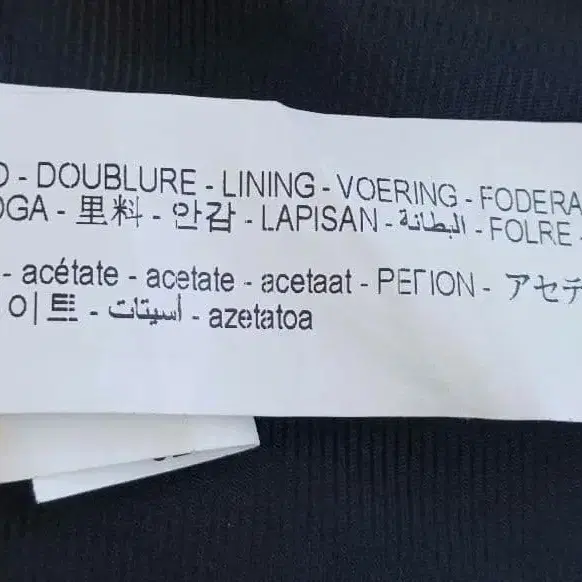 O - DOUBLURE - LINING - VOERING - FODERA
OGA - 里料 - 안감 - LAPISAN - البطانة - FOLRE -
- acétate - acetate - acetaat - ΡΕΓΙΟΝ - アセテ
이트 - أسيتات - azetatoa